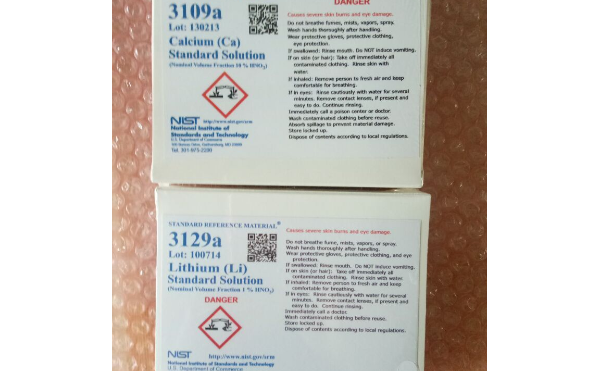 DANGER
3109a
Lot: 130213
Calcium (Ca)
Standard Solution
(Nominal Volume Fraction 10 % HNO₃)
NIST http://www.nist.gov/srm
National Institute of
Standards and Technology
U.S. Department of Commerce
100 Bureau Drive, Gaithersburg, MD 20899
Tel. 301-975-2200
Causes severe skin burns and eye damage.
Do not breathe fumes, mists, vapors, spray.
Wash hands thoroughly after handling.
Wear protective gloves, protective clothing,
eye protection.
If swallowed: Rinse mouth. Do NOT induce vomiting.
If on skin (or hair): Take off immediately all
contaminated clothing. Rinse skin with
water.
If inhaled: Remove person to fresh air and keep
comfortable for breathing.
If in eyes: Rinse cautiously with water for several
minutes. Remove contact lenses, if present and
easy to do. Continue rinsing.
Immediately call a poison center or doctor.
Wash contaminated clothing before reuse.
Absorb spillage to prevent material damage.
Store locked up.
Dispose of contents according to local regulations.
STANDARD REFERENCE MATERIAL®
3129a
Lot: 100714
Lithium (Li)
Standard Solution
(Nominal Volume Fraction 1 % HNO₃)
DANGER
NIST http://www.nist.gov/srm
National Institute of Standards and Technology
U.S. Department of Commerce
Causes severe skin burns and eye damage.
Do not breathe fume, mists, vapors, or spray.
Wash hands thoroughly after handling.
Wear protective gloves, protective clothing, and eye
protection.
If swallowed: Rinse mouth. Do NOT induce vomiting.
If on skin (or hair): Take off immediately all
contaminated clothing. Rinse skin with water.
If inhaled: Remove person to fresh air and keep
comfortable for breathing.
If in eyes: Rinse cautiously with water for several
minutes. Remove contact lenses, if present and
easy to do. Continue rinsing.
Immediately call a doctor.
Wash contaminated clothing before reuse.
Store locked up.
Dispose of contents according to local regulations.